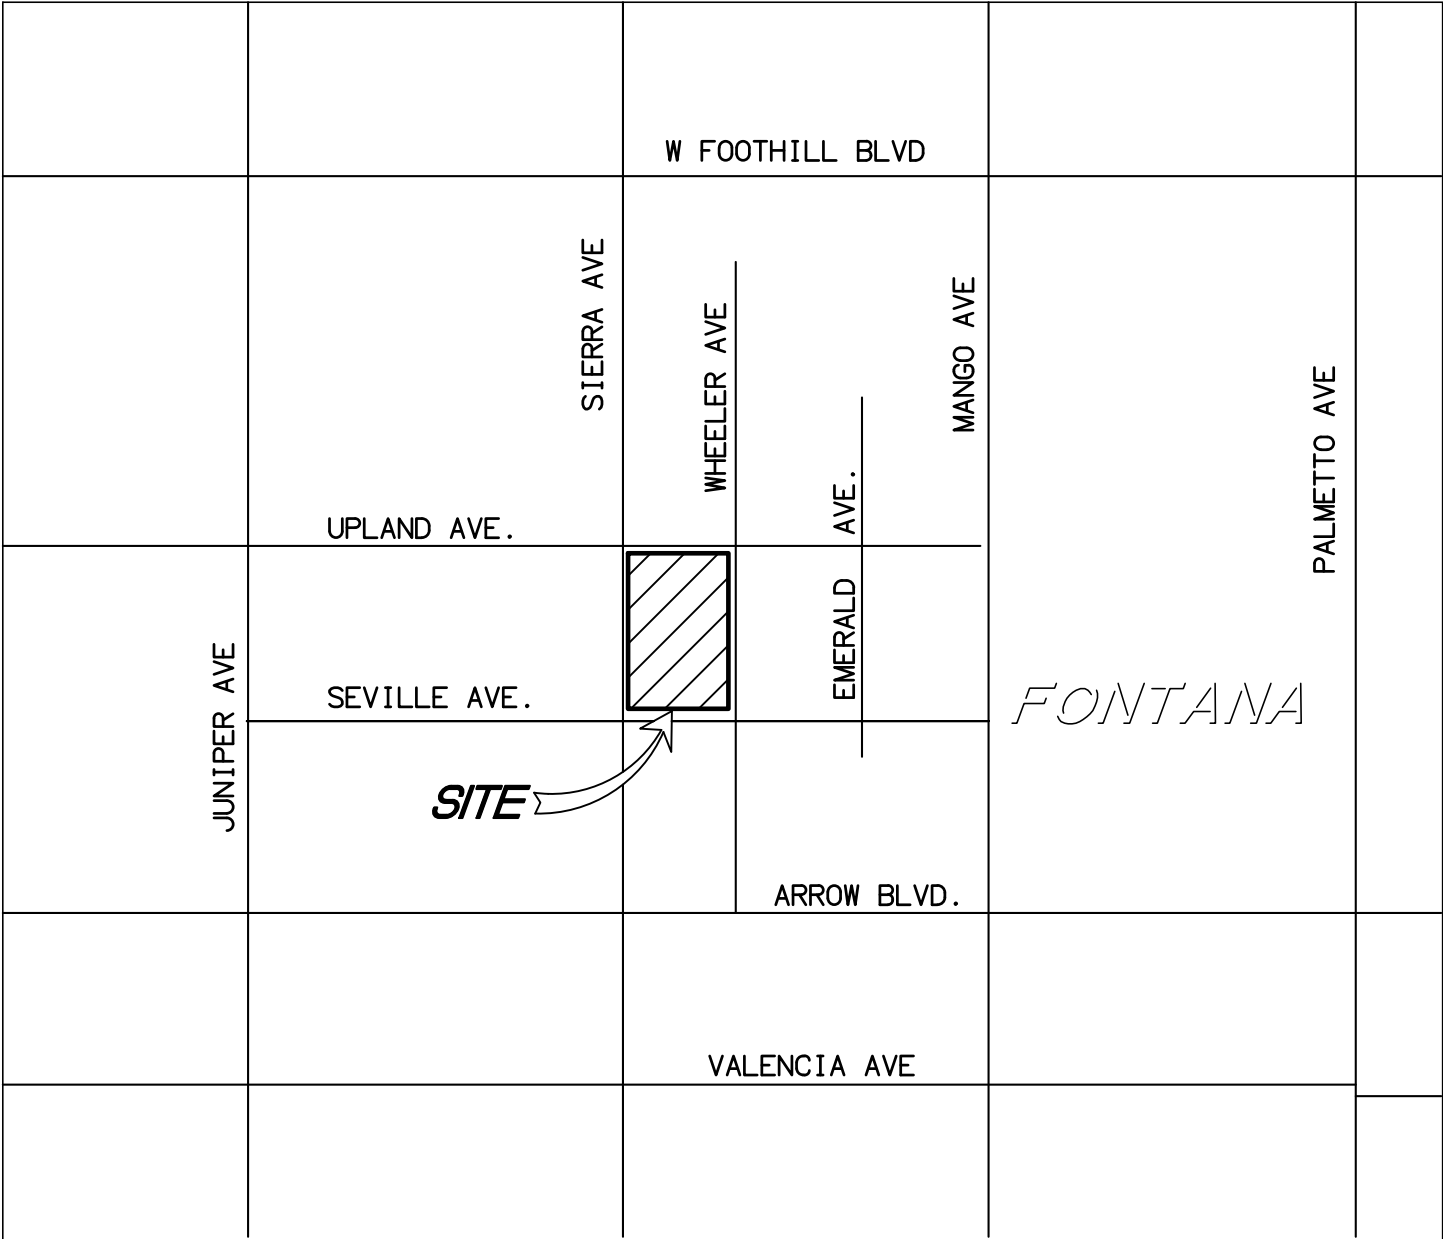 W FOOTHILL BLVD
SIERRA AVE
WHEELER AVE
MANGO AVE
PALMETTO AVE
EMERALD AVE.
UPLAND AVE.
SEVILLE AVE.
JUNIPER AVE
FONTANA
SITE
ARROW BLVD.
VALENCIA AVE